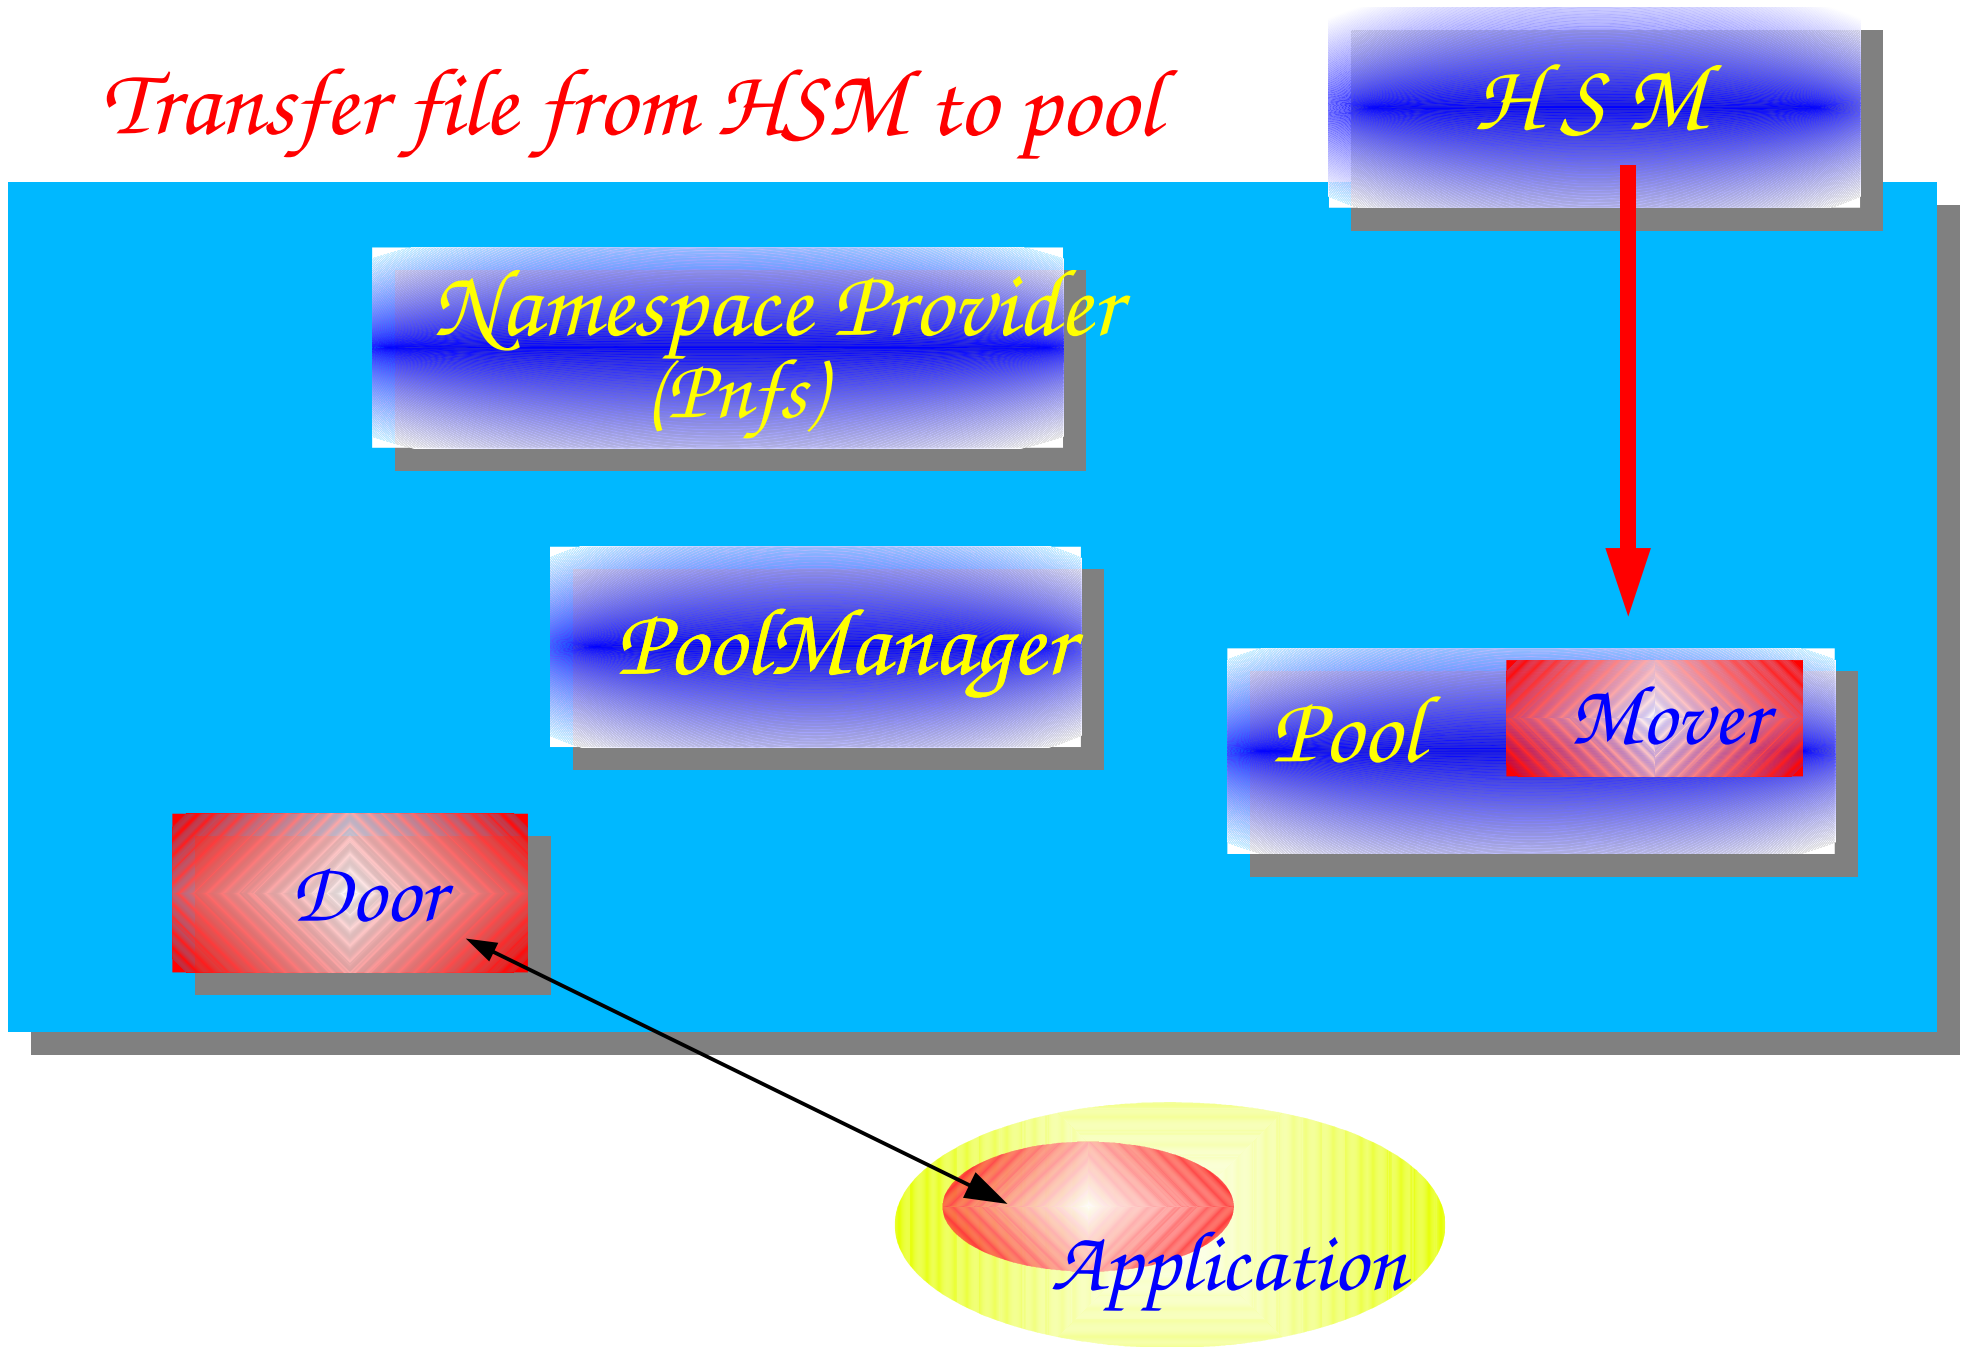 Transfer file from HSM to pool
H S M
Namespace Provider
(Pnfs)
PoolManager
Pool
Mover
Door
Application